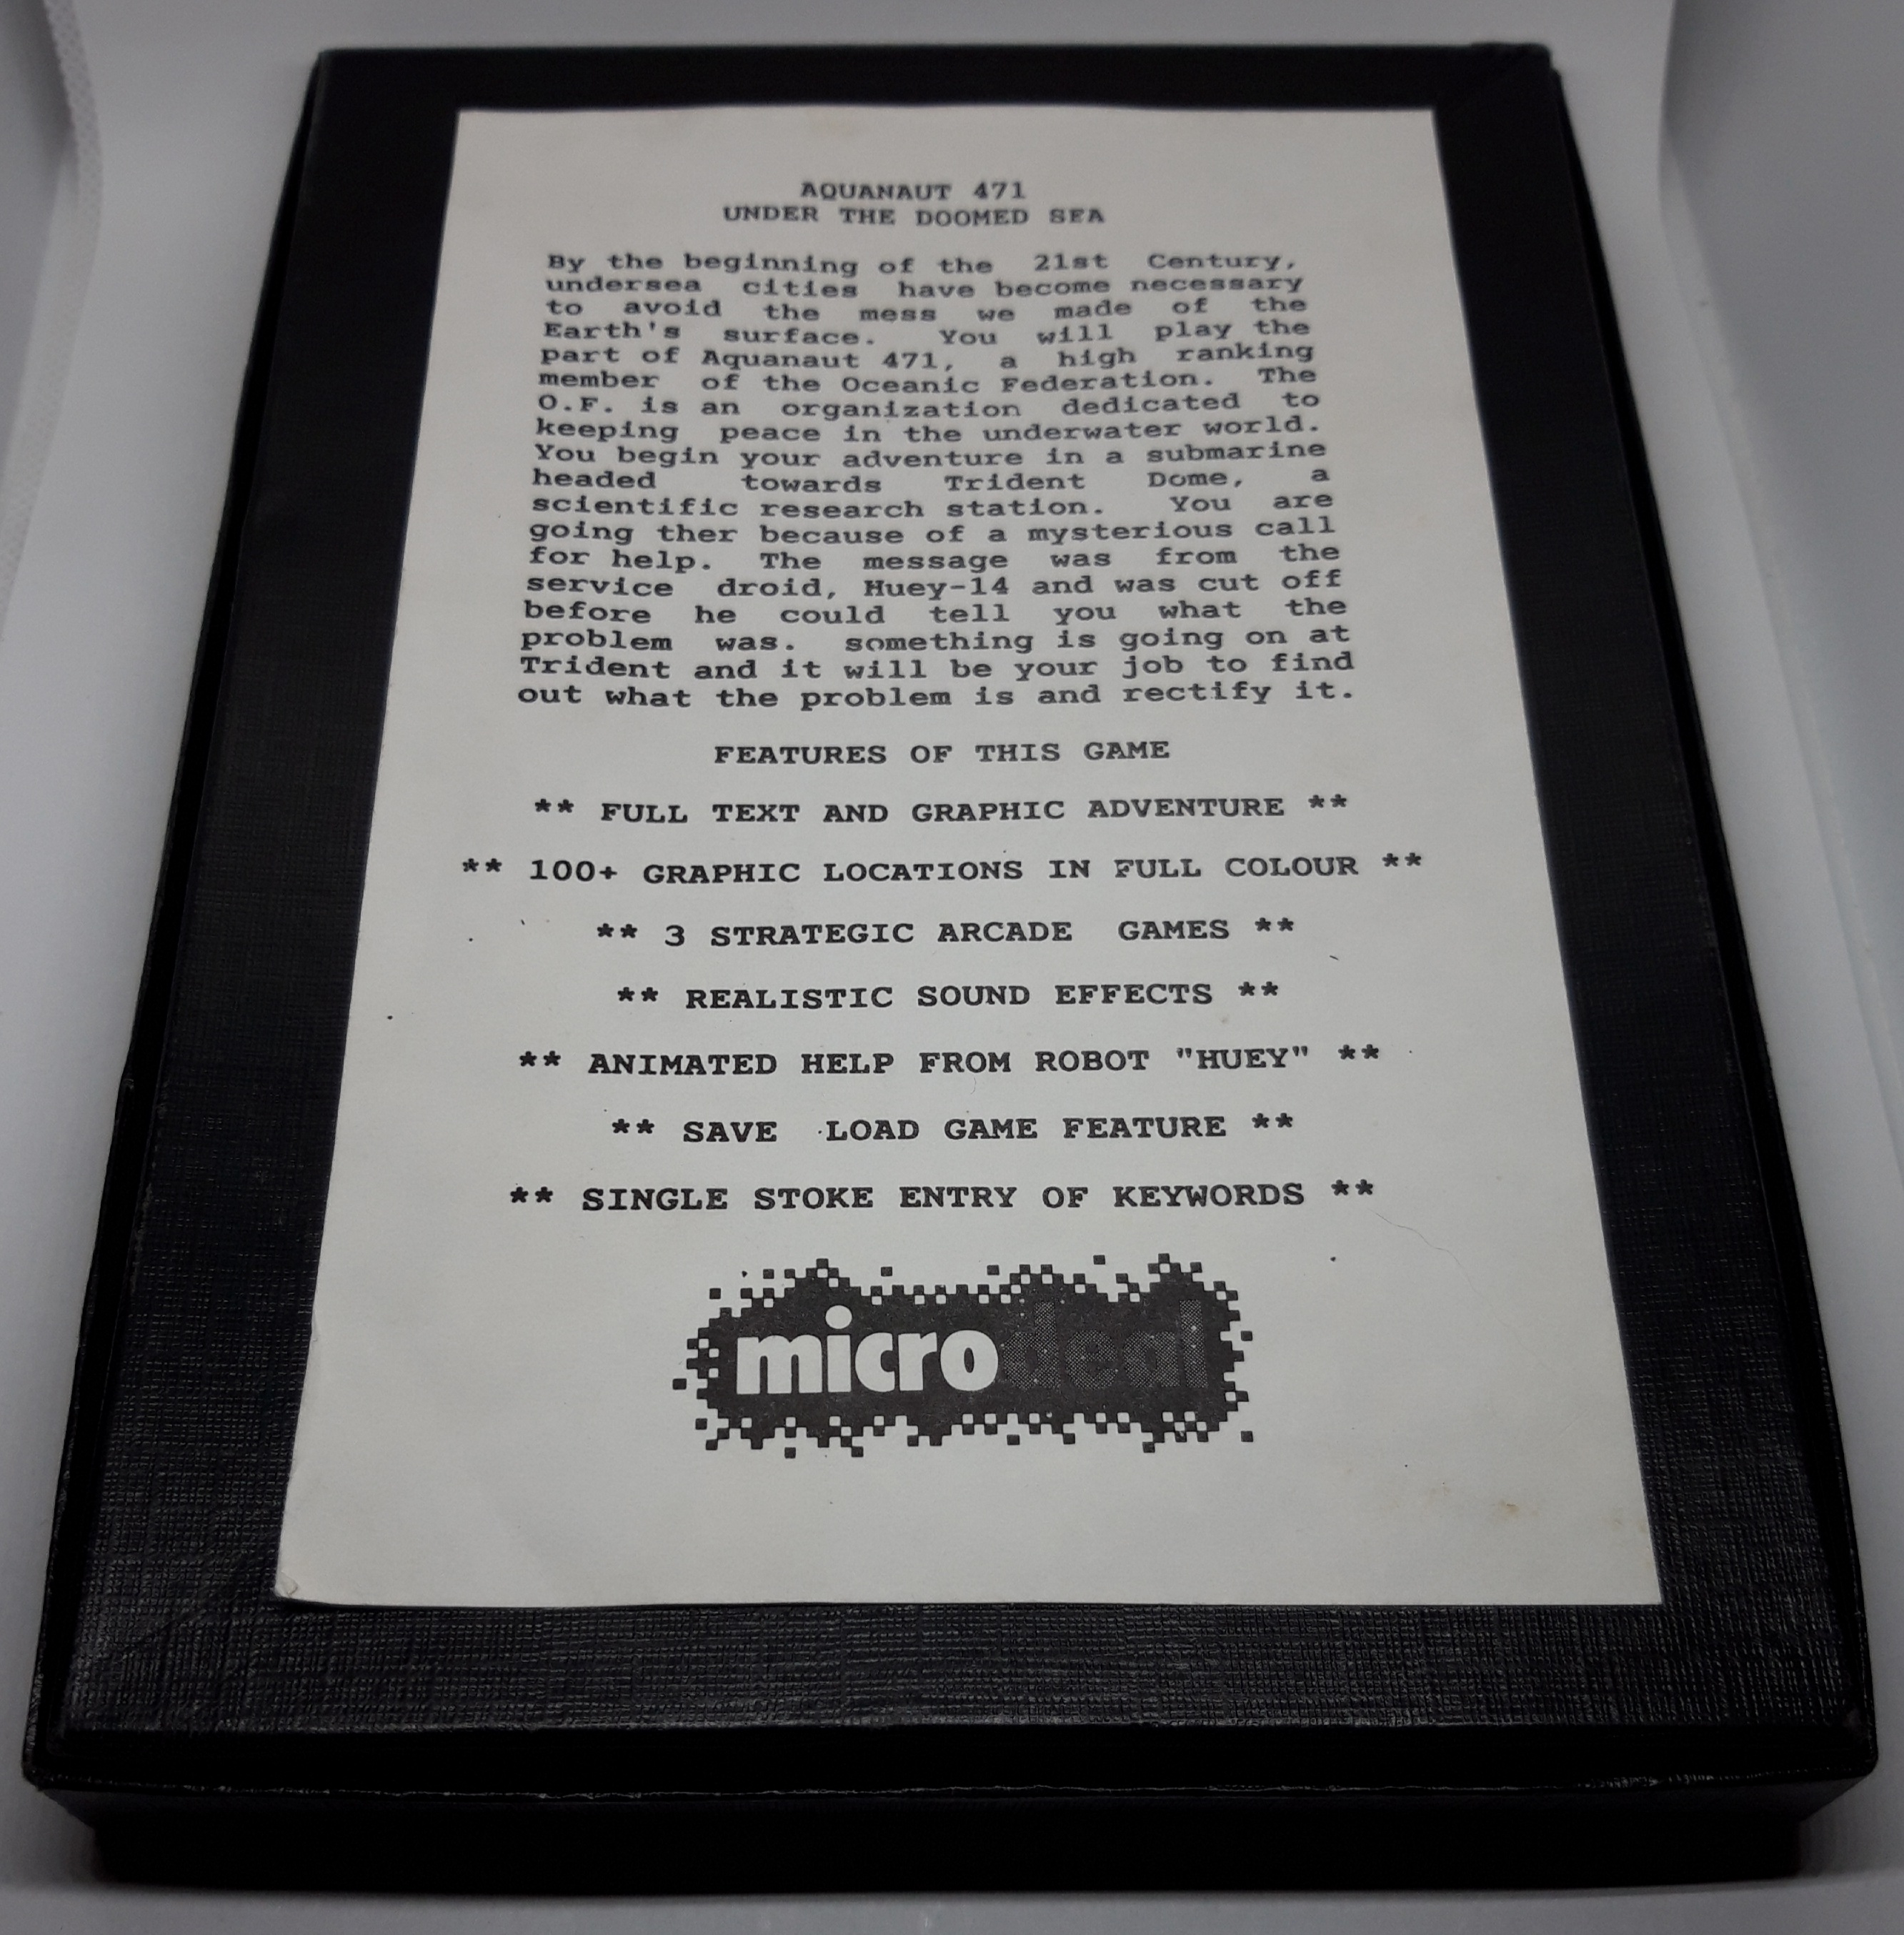 AQUANAUT 471
UNDER THE DOOMED SEA
By the beginning of the 21st Century,
undersea cities have become necessary
to avoid the mess we made of the
Earth's surface. You will play the
part of Aquanaut 471, a high ranking
member of the Oceanic Federation. The
O.F. is an organization dedicated to
keeping peace in the underwater world.
You begin your adventure in a submarine
headed towards Trident Dome, a
scientific research station. You are
going ther because of a mysterious call
for help. The message was from the
service droid, Huey-14 and was cut off
before he could tell you what the
problem was. something is going on at
Trident and it will be your job to find
out what the problem is and rectify it.
FEATURES OF THIS GAME
** FULL TEXT AND GRAPHIC ADVENTURE **
** 100+ GRAPHIC LOCATIONS IN FULL COLOUR **
** 3 STRATEGIC ARCADE GAMES **
** REALISTIC SOUND EFFECTS **
** ANIMATED HELP FROM ROBOT "HUEY" **
** SAVE LOAD GAME FEATURE **
** SINGLE STOKE ENTRY OF KEYWORDS **
microdeal